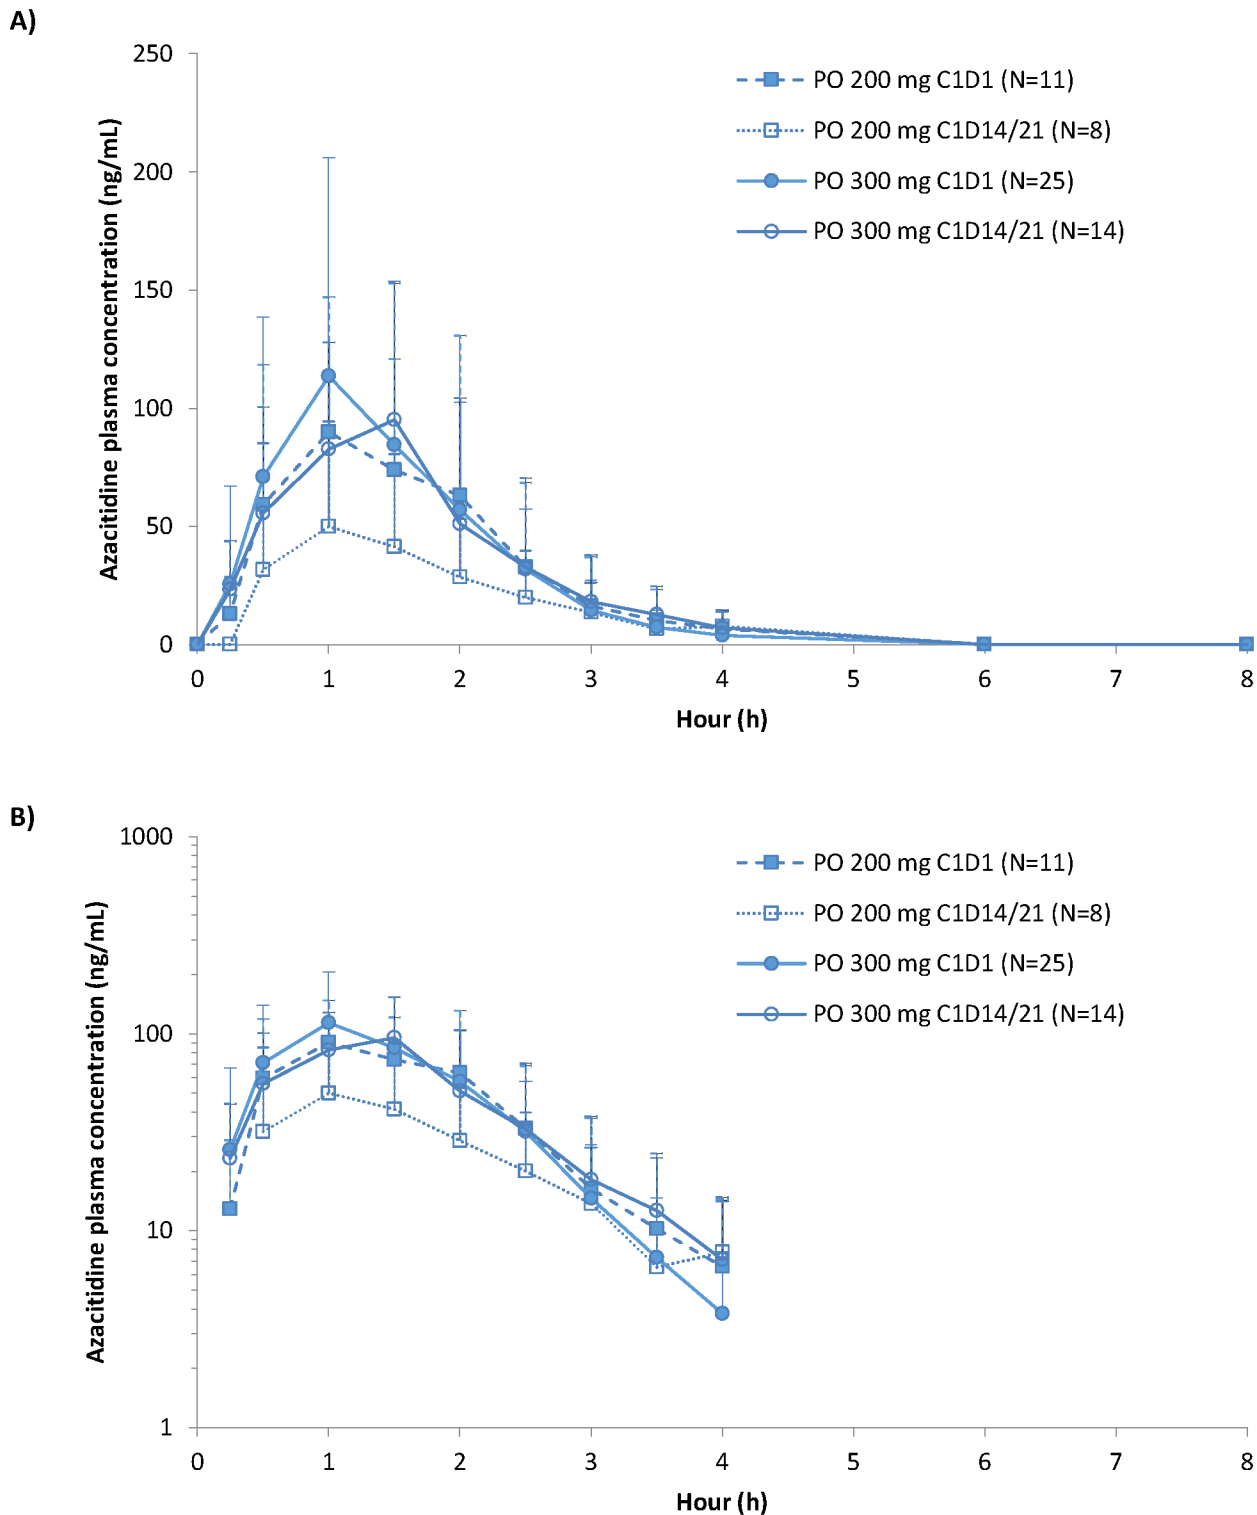 A)
Azacitidine plasma concentration (ng/mL)
250
200
150
100
50
0
PO 200 mg C1D1 (N=11)
PO 200 mg C1D14/21 (N=8)
PO 300 mg C1D1 (N=25)
PO 300 mg C1D14/21 (N=14)
0 1 2 3 4 5 6 7 8
Hour (h)
B)
Azacitidine plasma concentration (ng/mL)
1000
100
10
1
PO 200 mg C1D1 (N=11)
PO 200 mg C1D14/21 (N=8)
PO 300 mg C1D1 (N=25)
PO 300 mg C1D14/21 (N=14)
0 1 2 3 4 5 6 7 8
Hour (h)